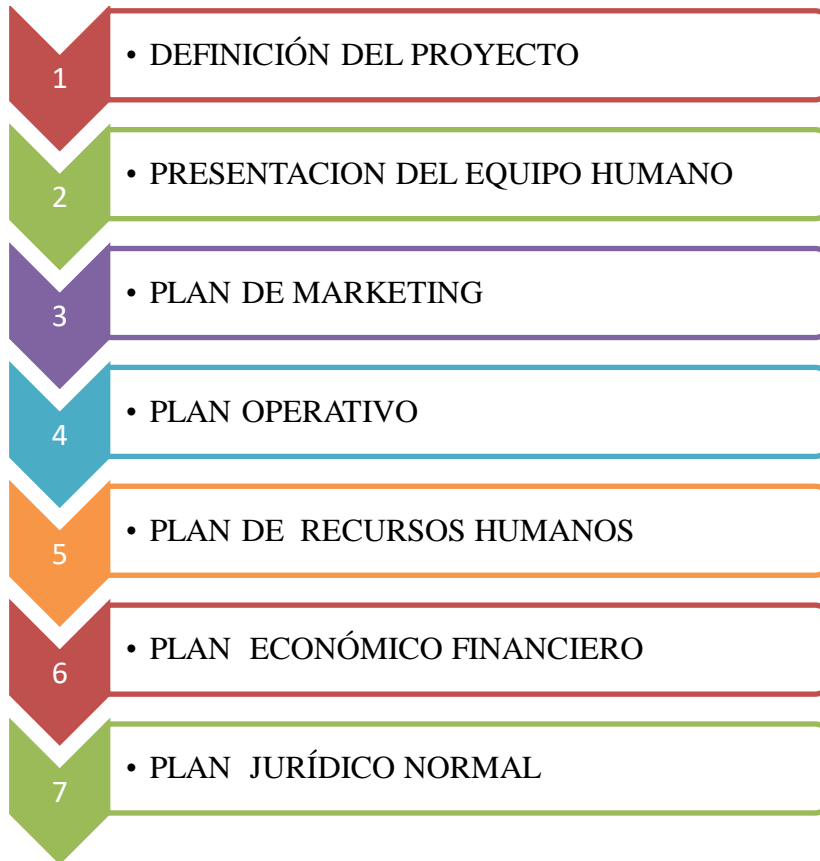 1
• DEFINICIÓN DEL PROYECTO
2
• PRESENTACION DEL EQUIPO HUMANO
3
• PLAN DE MARKETING
4
• PLAN OPERATIVO
5
• PLAN DE RECURSOS HUMANOS
6
• PLAN ECONÓMICO FINANCIERO
7
• PLAN JURÍDICO NORMAL